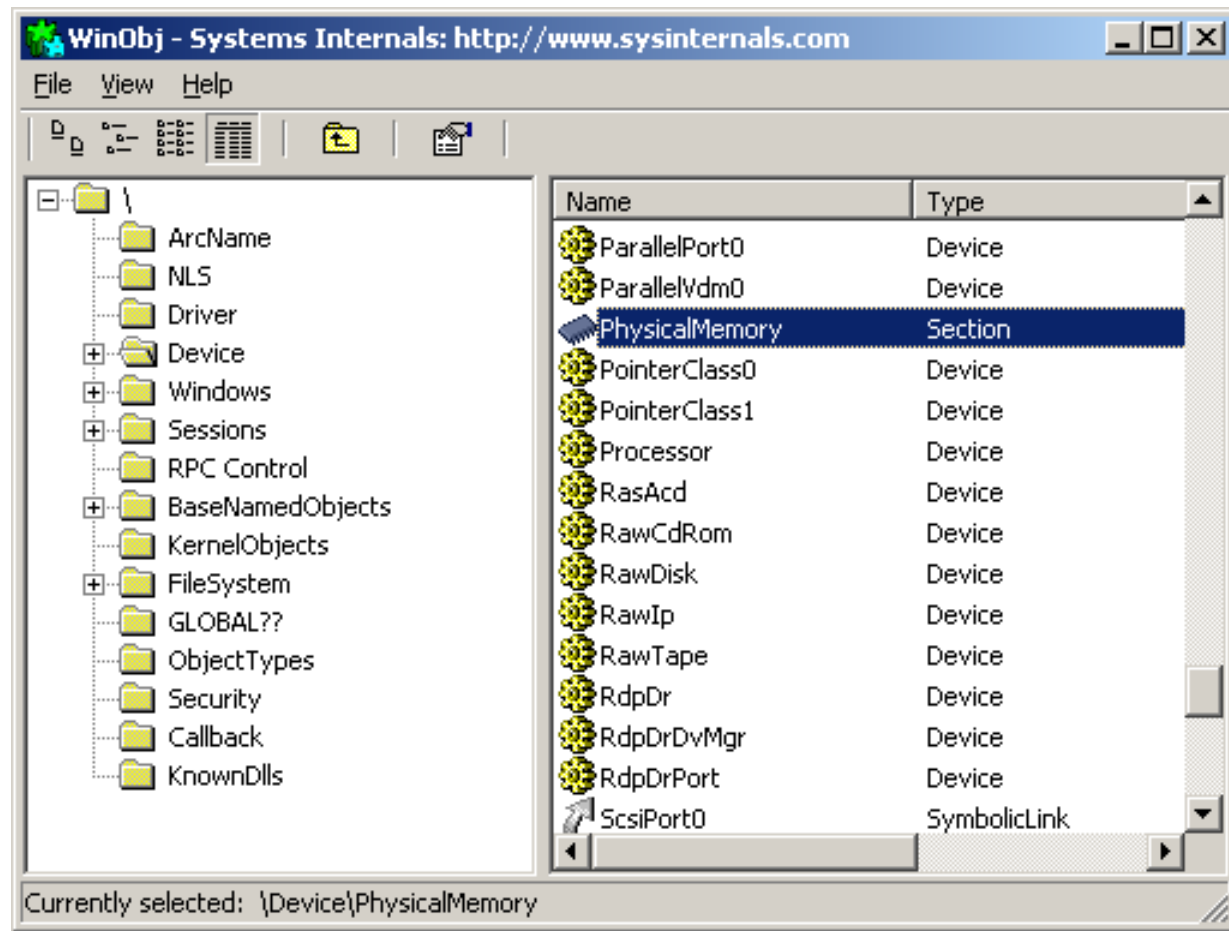 WinObj - Systems Internals: http://www.sysinternals.com
File View Help
\
ArcName
NLS
Driver
Device
Windows
Sessions
RPC Control
BaseNamedObjects
KernelObjects
FileSystem
GLOBAL??
ObjectTypes
Security
Callback
KnownDlls
Name Type
ParallelPort0 Device
ParallelVdm0 Device
PhysicalMemory Section
PointerClass0 Device
PointerClass1 Device
Processor Device
RasAcd Device
RawCdRom Device
RawDisk Device
RawIp Device
RawTape Device
RdpDr Device
RdpDrDvMgr Device
RdpDrPort Device
ScsiPort0 SymbolicLink
Currently selected: \Device\PhysicalMemory